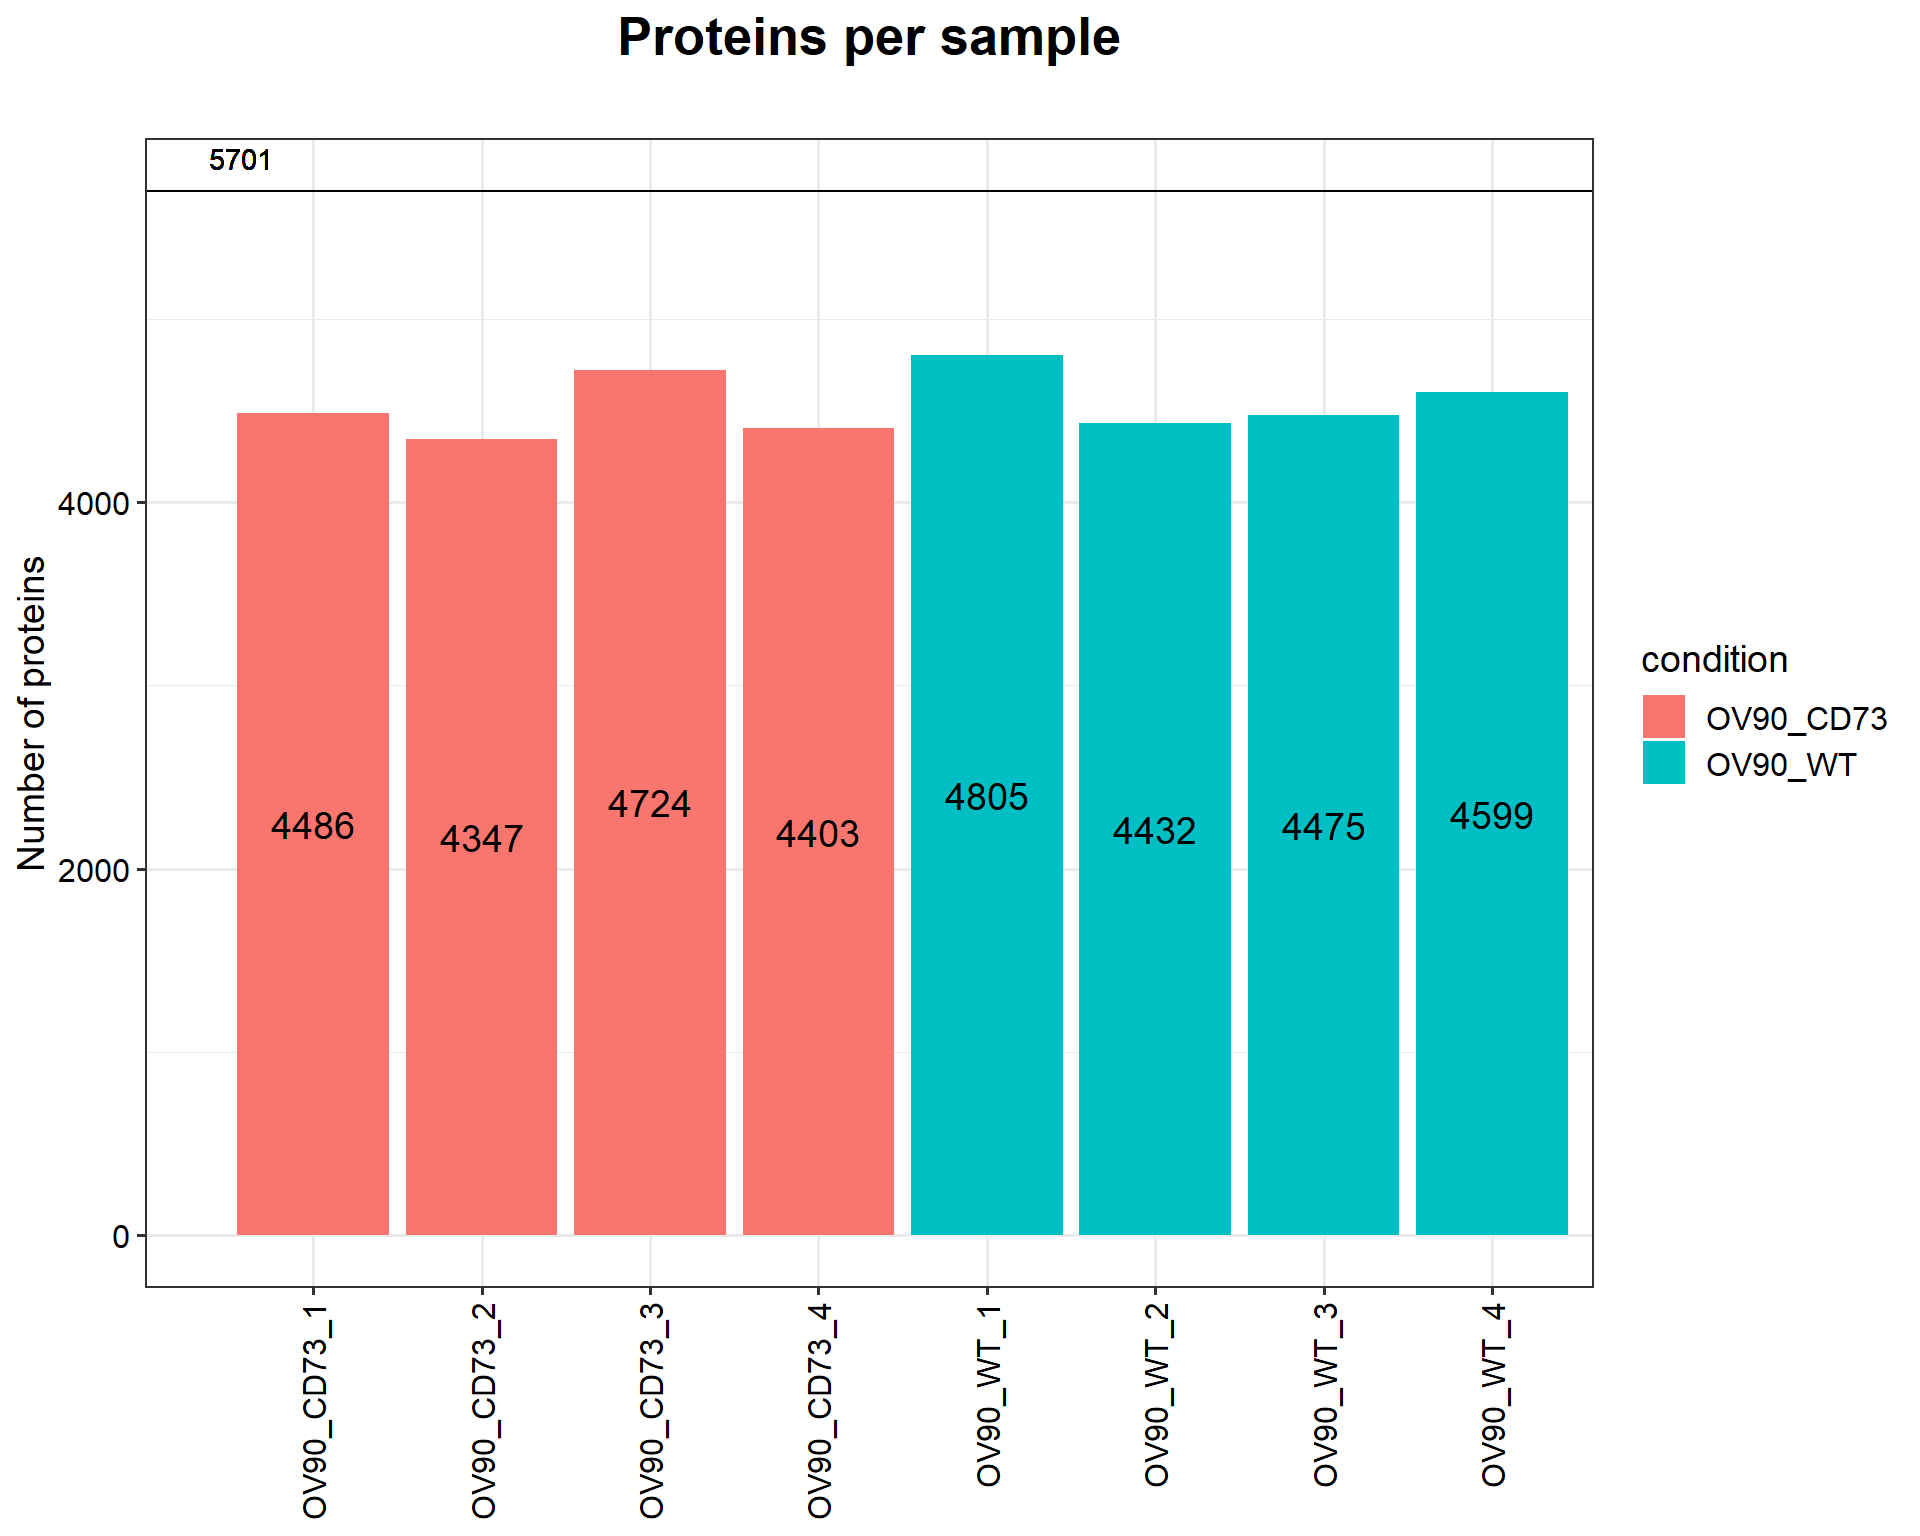 Proteins per sample
5701
Number of proteins
4000
2000
0
4486
4347
4724
4403
4805
4432
4475
4599
OV90_CD73_1
OV90_CD73_2
OV90_CD73_3
OV90_CD73_4
OV90_WT_1
OV90_WT_2
OV90_WT_3
OV90_WT_4
condition
OV90_CD73
OV90_WT